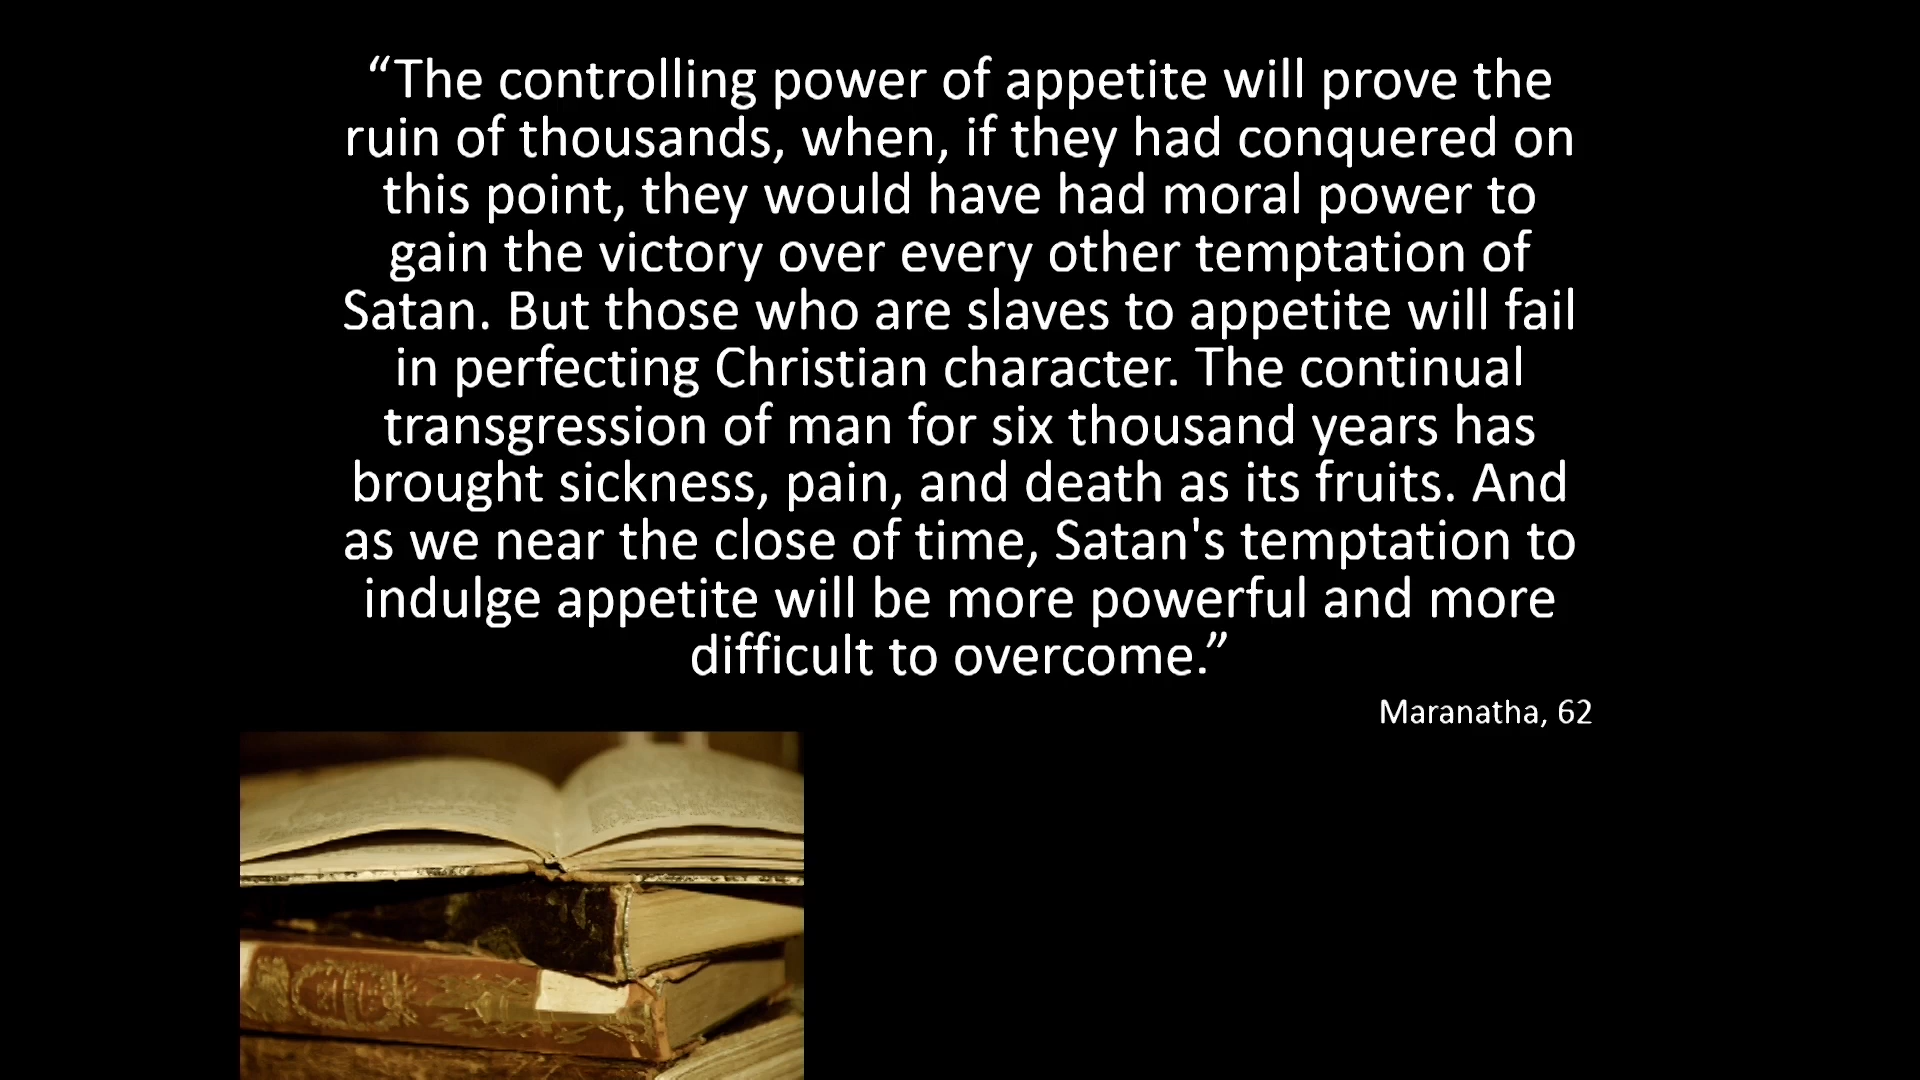 “The controlling power of appetite will prove the
ruin of thousands, when, if they had conquered on
this point, they would have had moral power to
gain the victory over every other temptation of
Satan. But those who are slaves to appetite will fail
in perfecting Christian character. The continual
transgression of man for six thousand years has
brought sickness, pain, and death as its fruits. And
as we near the close of time, Satan's temptation to
indulge appetite will be more powerful and more
difficult to overcome.”
Maranatha, 62